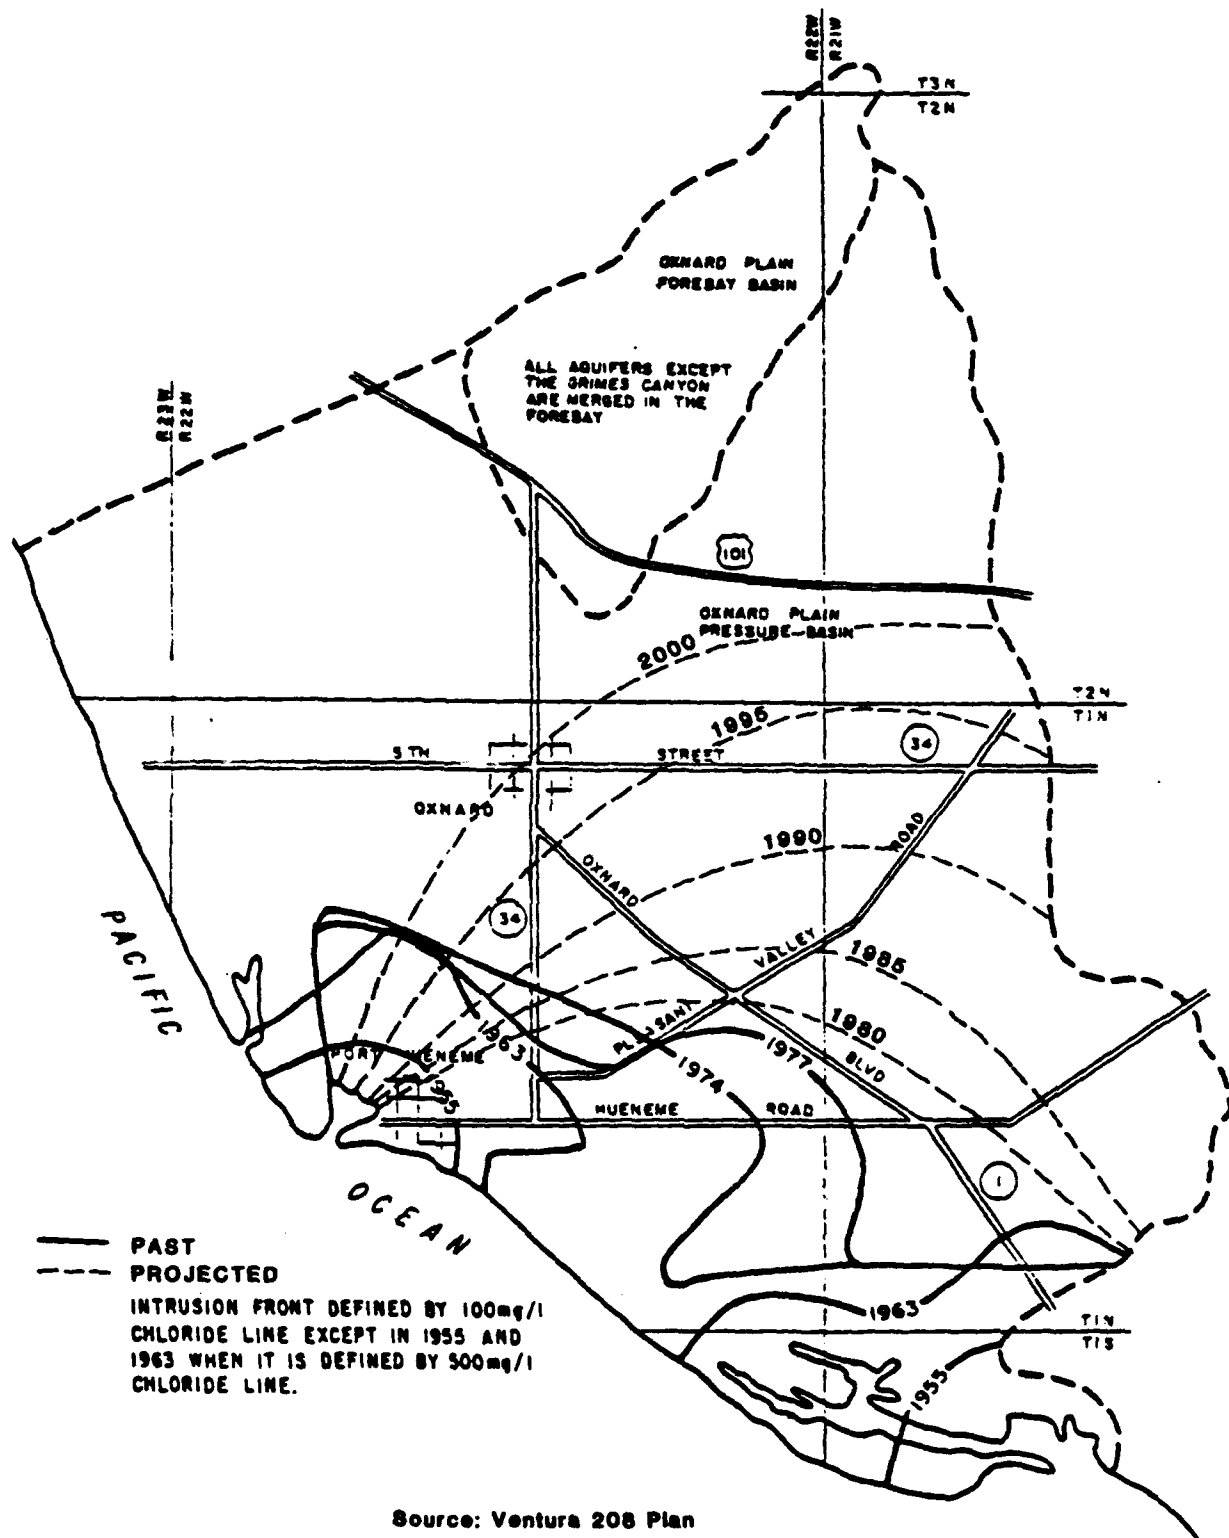 R22W
R21W
T3N
T2N
OXNARD PLAIN
FOREBAY BASIN
ALL AQUIFERS EXCEPT
THE GRIMES CANYON
ARE MERGED IN THE
FOREBAY
R23W
R22W
101
OXNARD PLAIN
PRESSURE-BASIN
2000
T2N
T1N
1995
34
5TH STREET
OXNARD
1990
ROAD
OXNARD
34
VALLEY
PACIFIC
1985
PLEASANT
1980
1963
1977
PORT HUENEME
1974
BLVD
1955
HUENEME ROAD
1
OCEAN
PAST
PROJECTED
INTRUSION FRONT DEFINED BY 100mg/l
CHLORIDE LINE EXCEPT IN 1955 AND
1963 WHEN IT IS DEFINED BY 500mg/l
CHLORIDE LINE.
1963
T1N
T1S
1955
Source: Ventura 208 Plan